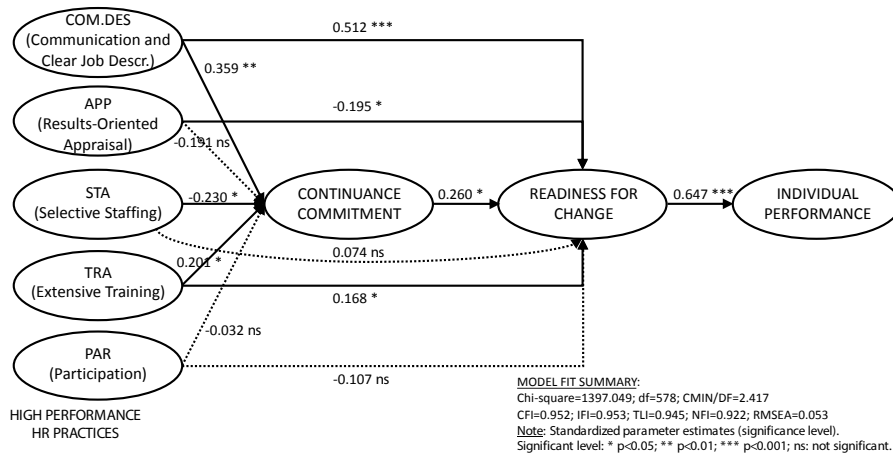 COM.DES
(Communication and
Clear Job Descr.)
0.512 ***
0.359 **
APP
(Results-Oriented
Appraisal)
-0.195 *
-0.191 ns
STA
(Selective Staffing)
-0.230 *
CONTINUANCE
COMMITMENT
0.260 *
READINESS FOR
CHANGE
0.647 ***
INDIVIDUAL
PERFORMANCE
0.074 ns
TRA
(Extensive Training)
0.201 *
0.168 *
-0.032 ns
PAR
(Participation)
-0.107 ns
HIGH PERFORMANCE
HR PRACTICES
MODEL FIT SUMMARY:
Chi-square=1397.049; df=578; CMIN/DF=2.417
CFI=0.952; IFI=0.953; TLI=0.945; NFI=0.922; RMSEA=0.053
Note: Standardized parameter estimates (significance level).
Significant level: * p<0.05; ** p<0.01; *** p<0.001; ns: not significant.